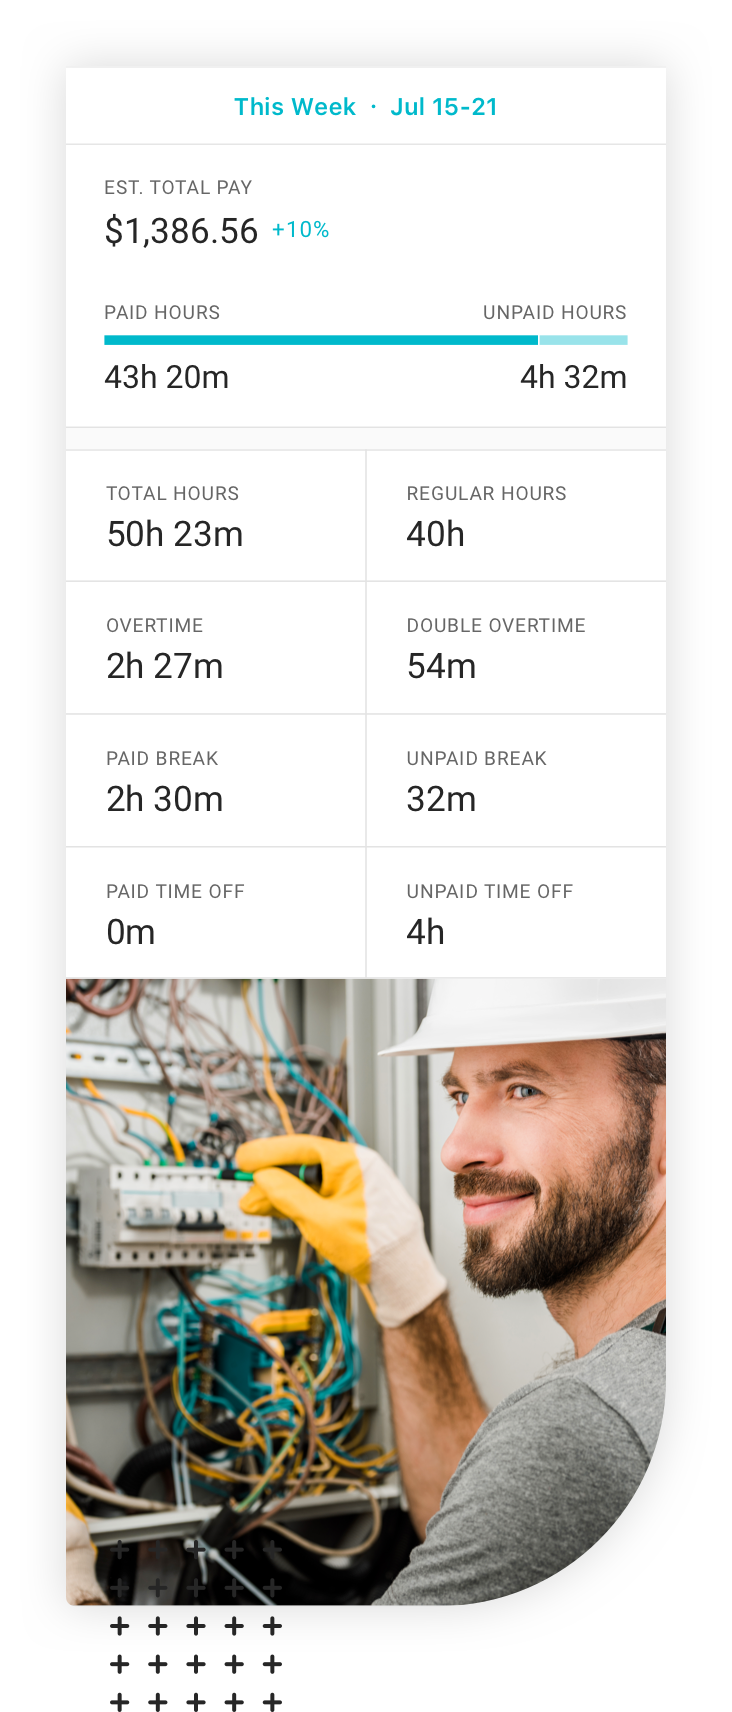 This Week · Jul 15-21
EST. TOTAL PAY
$1,386.56 +10%
PAID HOURS UNPAID HOURS
43h 20m 4h 32m
TOTAL HOURS REGULAR HOURS
50h 23m 40h
OVERTIME DOUBLE OVERTIME
2h 27m 54m
PAID BREAK UNPAID BREAK
2h 30m 32m
PAID TIME OFF UNPAID TIME OFF
0m 4h